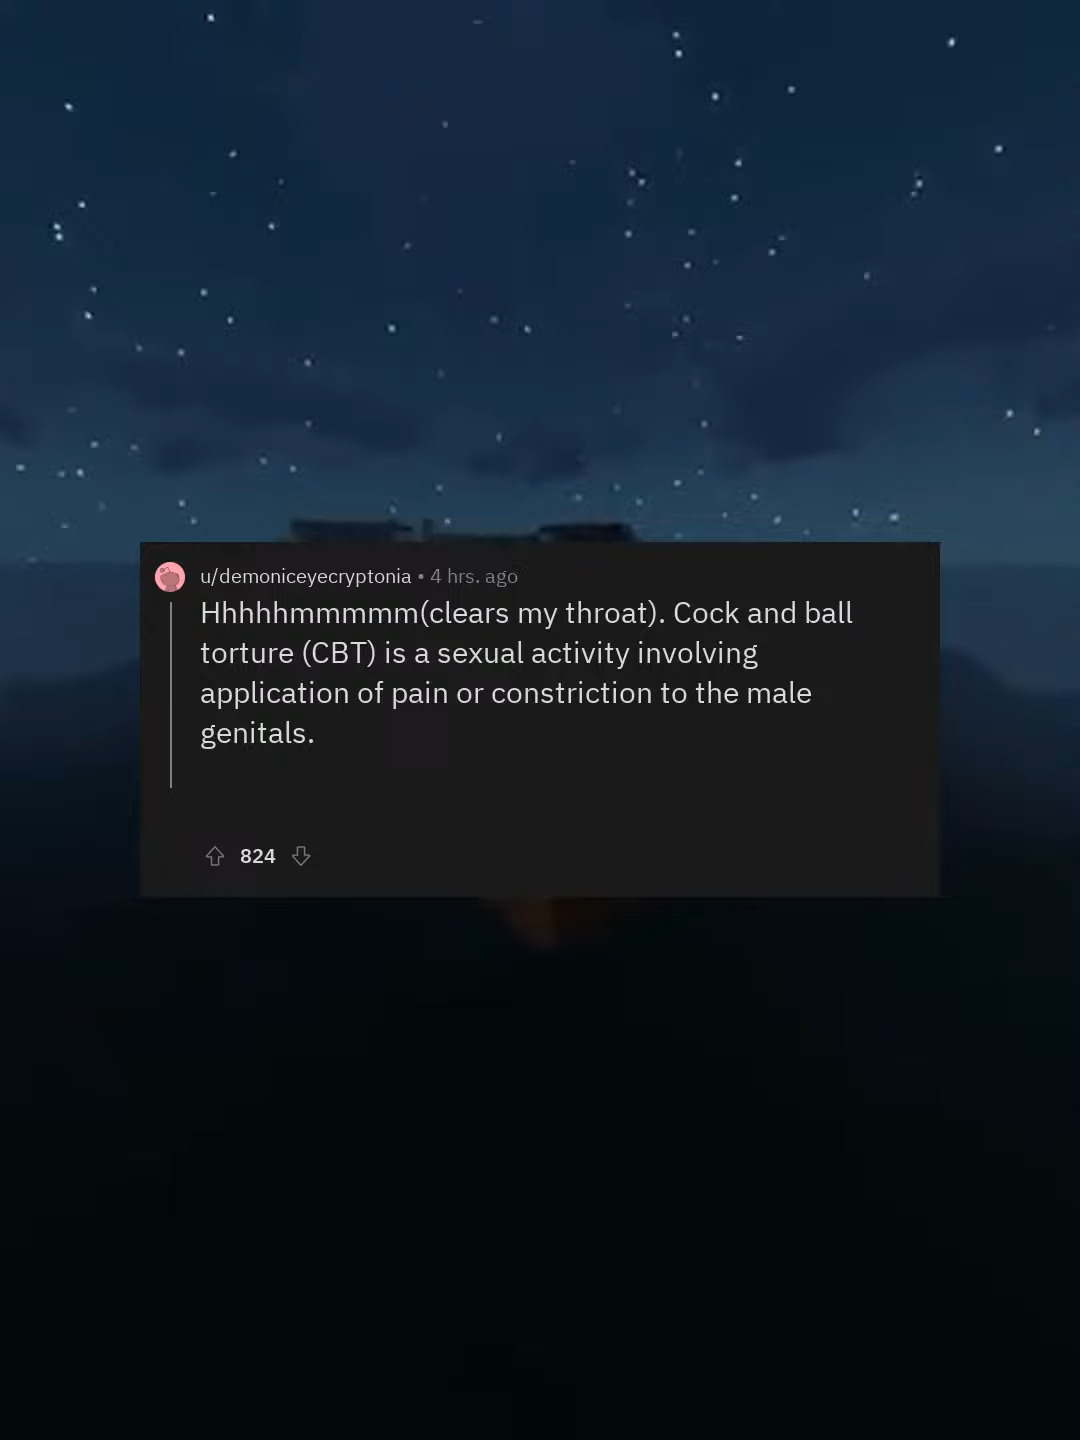 u/demoniceyecryptonia • 4 hrs. ago
Hhhhhmmmmm(clears my throat). Cock and ball
torture (CBT) is a sexual activity involving
application of pain or constriction to the male
genitals.
824